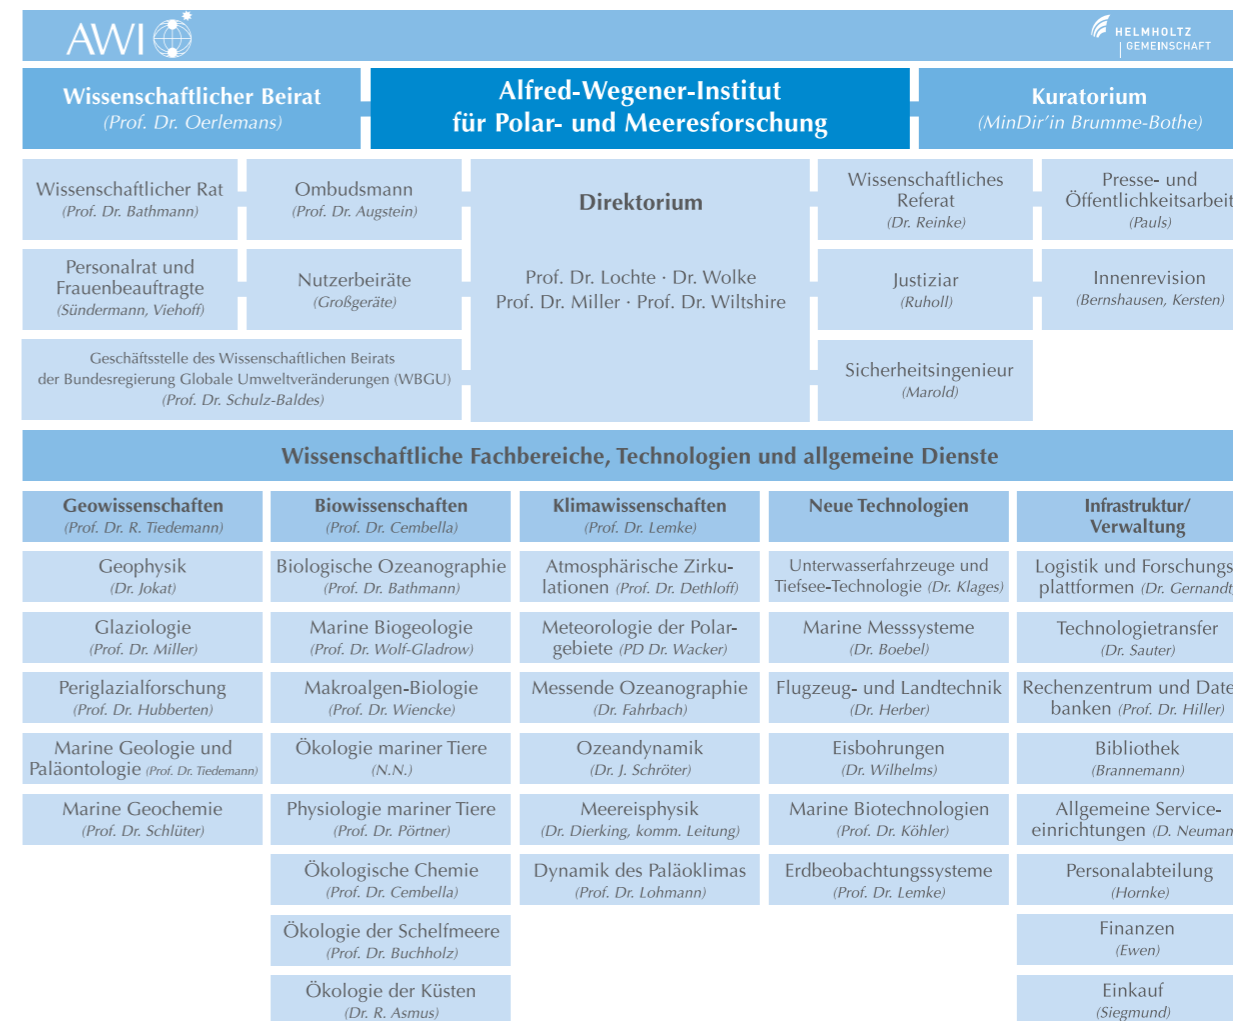 AWI
HELMHOLTZ
GEMEINSCHAFT
Wissenschaftlicher Beirat
(Prof. Dr. Oerlemans)
Alfred-Wegener-Institut
für Polar- und Meeresforschung
Kuratorium
(MinDir’in Brumme-Bothe)
Wissenschaftlicher Rat
(Prof. Dr. Bathmann)
Ombudsmann
(Prof. Dr. Augstein)
Personalrat und
Frauenbeauftragte
(Sündermann, Viehoff)
Nutzerbeiräte
(Großgeräte)
Geschäftsstelle des Wissenschaftlichen Beirats
der Bundesregierung Globale Umweltveränderungen (WBGU)
(Prof. Dr. Schulz-Baldes)
Direktorium
Prof. Dr. Lochte · Dr. Wolke
Prof. Dr. Miller · Prof. Dr. Wiltshire
Wissenschaftliches
Referat
(Dr. Reinke)
Presse- und
Öffentlichkeitsarbeit
(Pauls)
Justiziar
(Ruholl)
Innenrevision
(Bernshausen, Kersten)
Sicherheitsingenieur
(Marold)
Wissenschaftliche Fachbereiche, Technologien und allgemeine Dienste
Geowissenschaften
(Prof. Dr. R. Tiedemann)
Geophysik
(Dr. Jokat)
Glaziologie
(Prof. Dr. Miller)
Periglazialforschung
(Prof. Dr. Hubberten)
Marine Geologie und
Paläontologie (Prof. Dr. Tiedemann)
Marine Geochemie
(Prof. Dr. Schlüter)
Biowissenschaften
(Prof. Dr. Cembella)
Biologische Ozeanographie
(Prof. Dr. Bathmann)
Marine Biogeologie
(Prof. Dr. Wolf-Gladrow)
Makroalgen-Biologie
(Prof. Dr. Wiencke)
Ökologie mariner Tiere
(N.N.)
Physiologie mariner Tiere
(Prof. Dr. Pörtner)
Ökologische Chemie
(Prof. Dr. Cembella)
Ökologie der Schelfmeere
(Prof. Dr. Buchholz)
Ökologie der Küsten
(Dr. R. Asmus)
Klimawissenschaften
(Prof. Dr. Lemke)
Atmosphärische Zirku-
lationen (Prof. Dr. Dethloff)
Meteorologie der Polar-
gebiete (PD Dr. Wacker)
Messende Ozeanographie
(Dr. Fahrbach)
Ozeandynamik
(Dr. J. Schröter)
Meereisphysik
(Dr. Dierking, komm. Leitung)
Dynamik des Paläoklimas
(Prof. Dr. Lohmann)
Neue Technologien
Unterwasserfahrzeuge und
Tiefsee-Technologie (Dr. Klages)
Marine Messsysteme
(Dr. Boebel)
Flugzeug- und Landtechnik
(Dr. Herber)
Eisbohrungen
(Dr. Wilhelms)
Marine Biotechnologien
(Prof. Dr. Köhler)
Erdbeobachtungssysteme
(Prof. Dr. Lemke)
Infrastruktur/
Verwaltung
Logistik und Forschungs
plattformen (Dr. Gernandt
Technologietransfer
(Dr. Sauter)
Rechenzentrum und Date
banken (Prof. Dr. Hiller)
Bibliothek
(Brannemann)
Allgemeine Service-
einrichtungen (D. Neuman
Personalabteilung
(Hornke)
Finanzen
(Ewen)
Einkauf
(Siegmund)